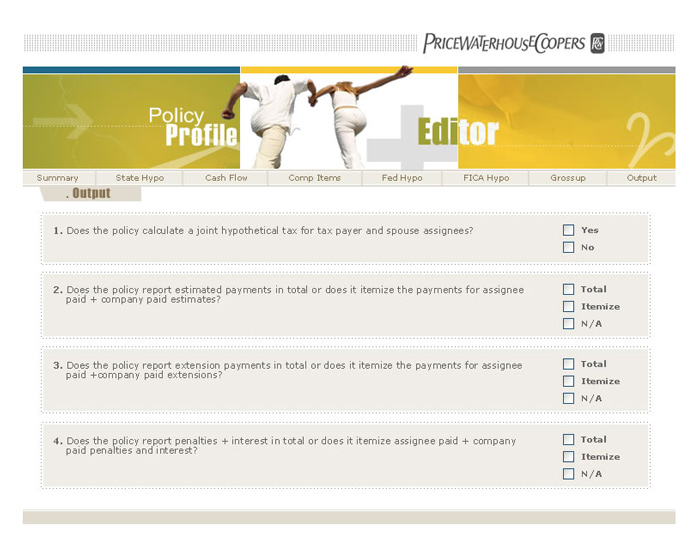 PRICEWATERHOUSECOOPERS
Policy
Profile
Editor
Summary State Hypo Cash Flow Comp Items Fed Hypo FICA Hypo Grossup Output
. Output
1. Does the policy calculate a joint hypothetical tax for tax payer and spouse assignees?
Yes
No
2. Does the policy report estimated payments in total or does it itemize the payments for assignee
paid + company paid estimates?
Total
Itemize
N/A
3. Does the policy report extension payments in total or does it itemize the payments for assignee
paid +company paid extensions?
Total
Itemize
N/A
4. Does the policy report penalties + interest in total or does it itemize assignee paid + company
paid penalties and interest?
Total
Itemize
N/A